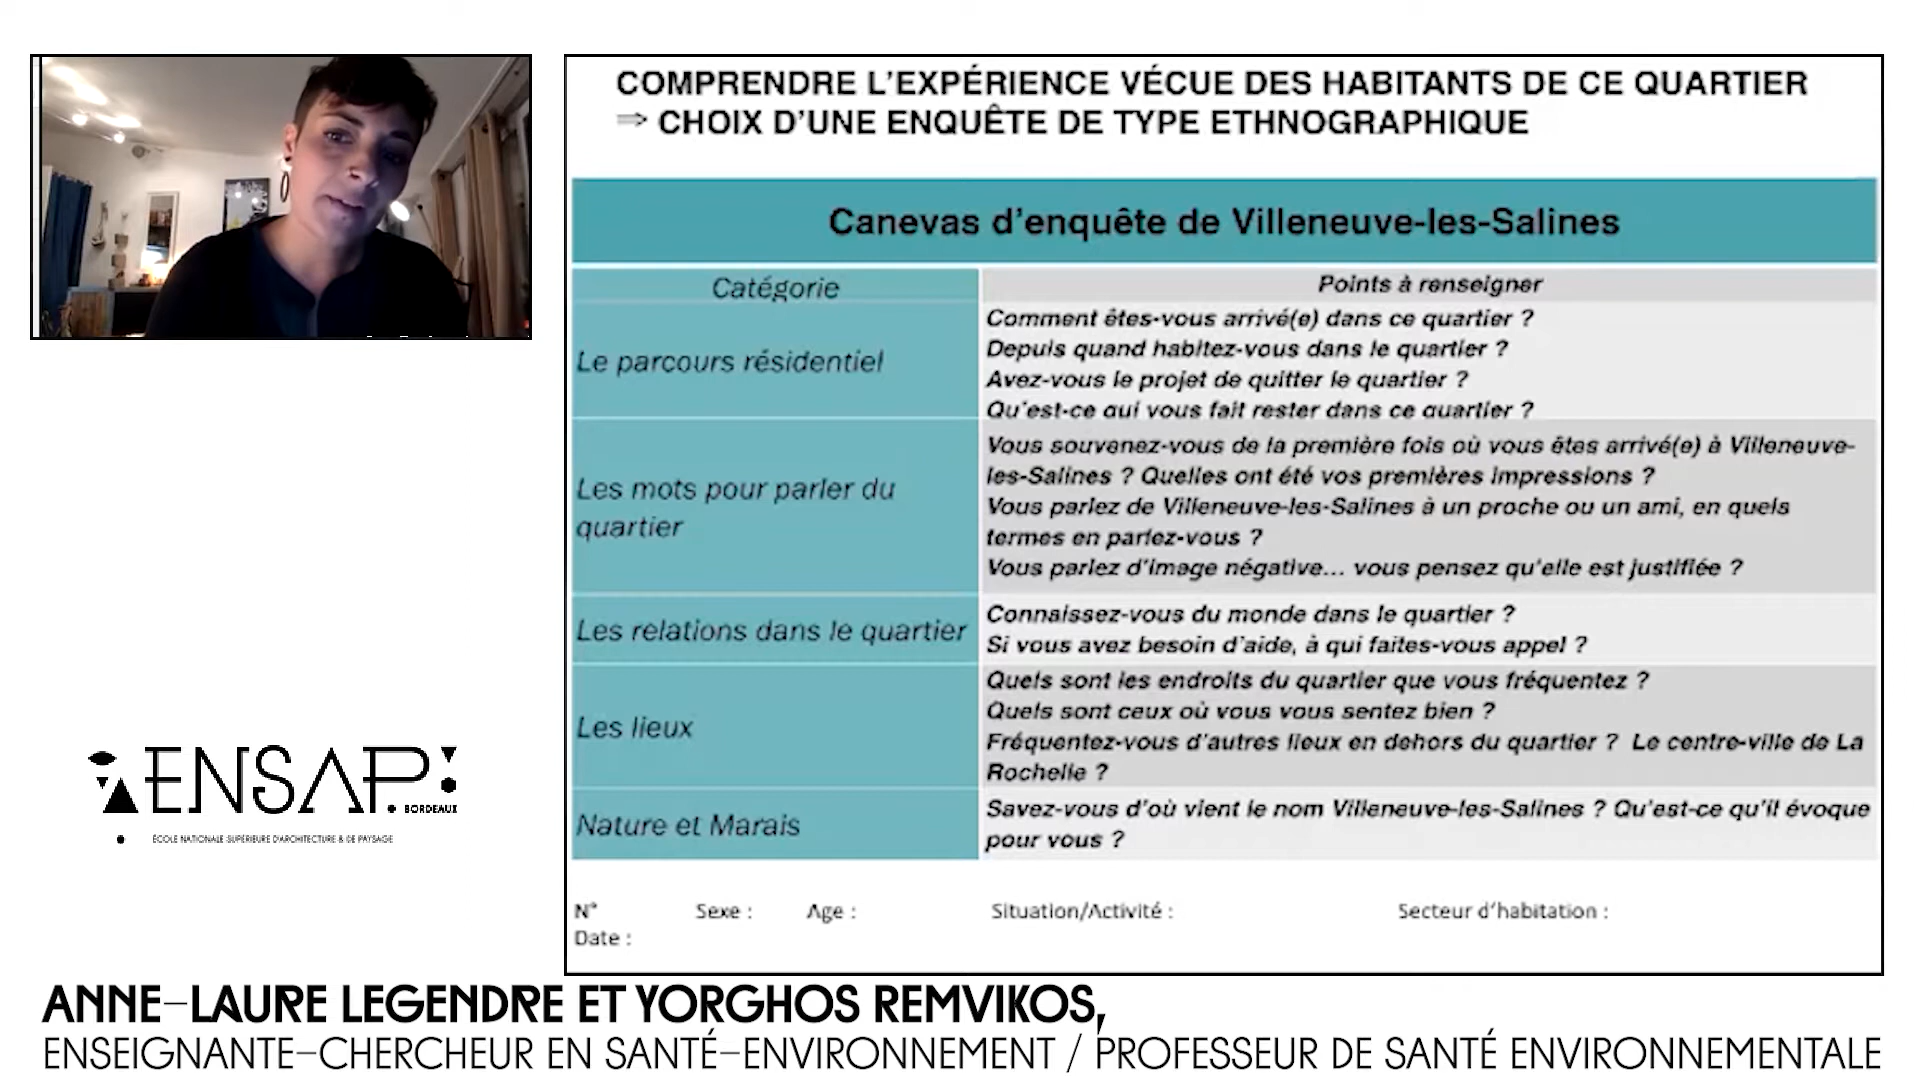 COMPRENDRE L'EXPÉRIENCE VÉCUE DES HABITANTS DE CE QUARTIER
⇒ CHOIX D'UNE ENQUÊTE DE TYPE ETHNOGRAPHIQUE
Canevas d'enquête de Villeneuve-les-Salines
Catégorie
Points à renseigner
Le parcours résidentiel
Comment êtes-vous arrivé(e) dans ce quartier ?
Depuis quand habitez-vous dans le quartier ?
Avez-vous le projet de quitter le quartier ?
Qu'est-ce qui vous fait rester dans ce quartier ?
Les mots pour parler du
quartier
Vous souvenez-vous de la première fois où vous êtes arrivé(e) à Villeneuve-
les-Salines ? Quelles ont été vos premières impressions ?
Vous parlez de Villeneuve-les-Salines à un proche ou un ami, en quels
termes en parlez-vous ?
Vous parlez d'image négative... vous pensez qu'elle est justifiée ?
Les relations dans le quartier
Connaissez-vous du monde dans le quartier ?
Si vous avez besoin d'aide, à qui faites-vous appel ?
Les lieux
Quels sont les endroits du quartier que vous fréquentez ?
Quels sont ceux où vous vous sentez bien ?
Fréquentez-vous d'autres lieux en dehors du quartier ? Le centre-ville de La
Rochelle ?
Nature et Marais
Savez-vous d'où vient le nom Villeneuve-les-Salines ? Qu'est-ce qu'il évoque
pour vous ?
N° Sexe : Age : Situation/Activité : Secteur d'habitation :
Date :
ENSAP
BORDEAUX
ÉCOLE NATIONALE SUPÉRIEURE D'ARCHITECTURE & DE PAYSAGE
ANNE-LAURE LEGENDRE ET YORGHOS REMVIKOS,
ENSEIGNANTE-CHERCHEUR EN SANTÉ-ENVIRONNEMENT / PROFESSEUR DE SANTÉ ENVIRONNEMENTALE